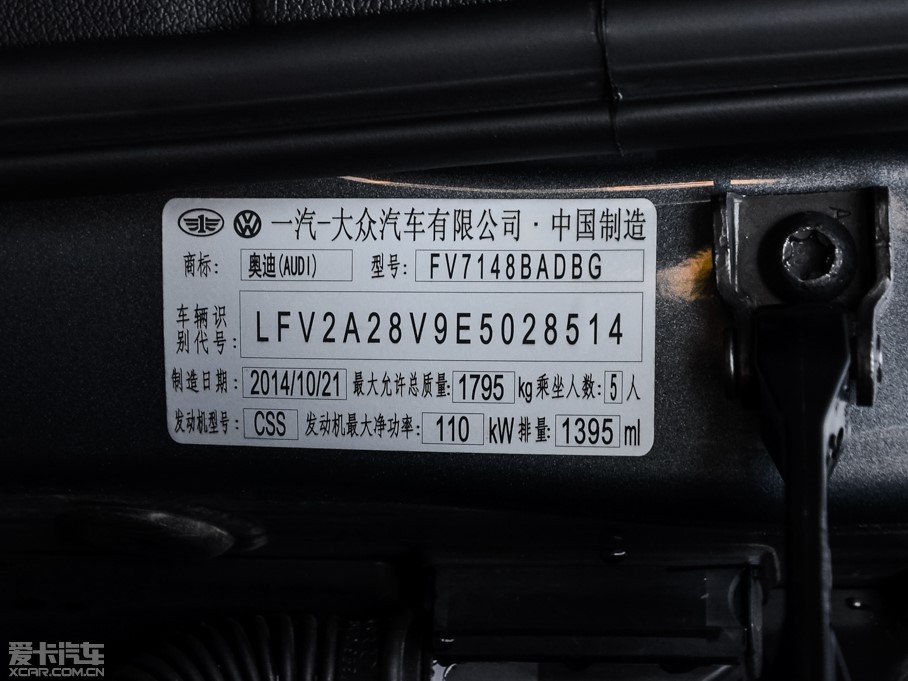 一汽-大众汽车有限公司·中国制造
商标: 奥迪(AUDI) 型号: FV7148BADBG
车辆识别代号: LFV2A28V9E5028514
制造日期: 2014/10/21 最大允许总质量: 1795 kg 乘坐人数: 5 人
发动机型号: CSS 发动机最大净功率: 110 kW 排量: 1395 ml
爱卡汽车
XCAR.COM.CN